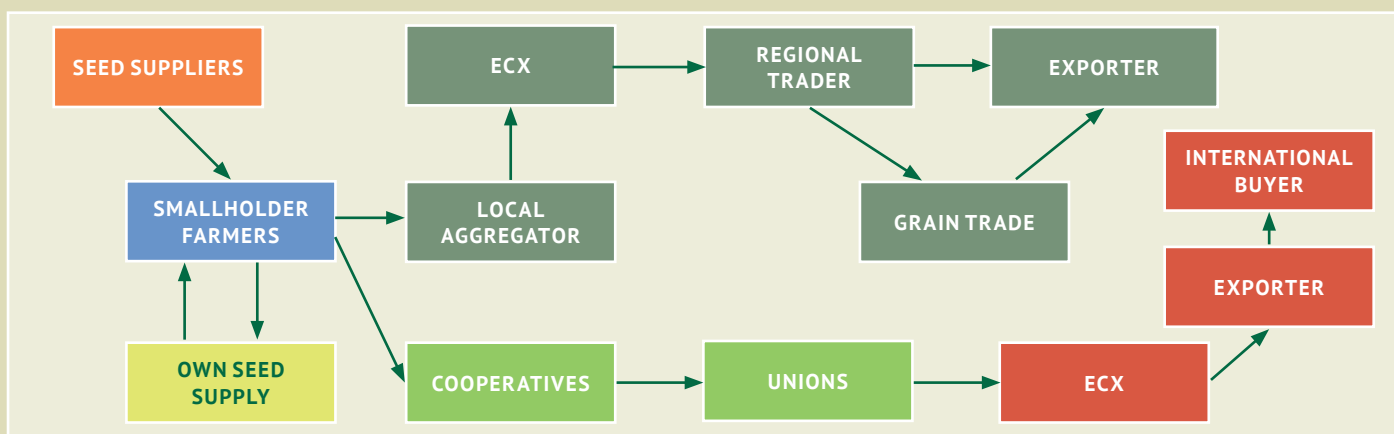 SEED SUPPLIERS
ECX
REGIONAL
TRADER
EXPORTER
INTERNATIONAL
BUYER
SMALLHOLDER
FARMERS
LOCAL
AGGREGATOR
GRAIN TRADE
EXPORTER
OWN SEED
SUPPLY
COOPERATIVES
UNIONS
ECX